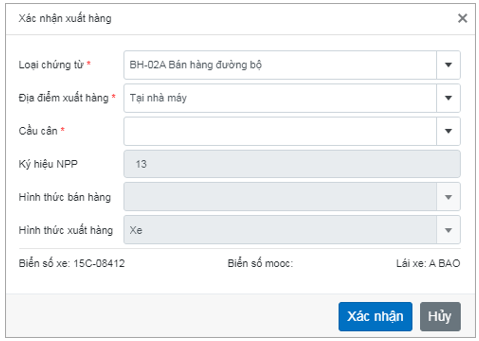 Xác nhận xuất hàng ×
Loại chứng từ * BH-02A Bán hàng đường bộ
Địa điểm xuất hàng * Tại nhà máy
Cầu cân *
Ký hiệu NPP 13
Hình thức bán hàng
Hình thức xuất hàng Xe
Biển số xe: 15C-08412 Biển số mooc: Lái xe: A BAO
Xác nhận Hủy